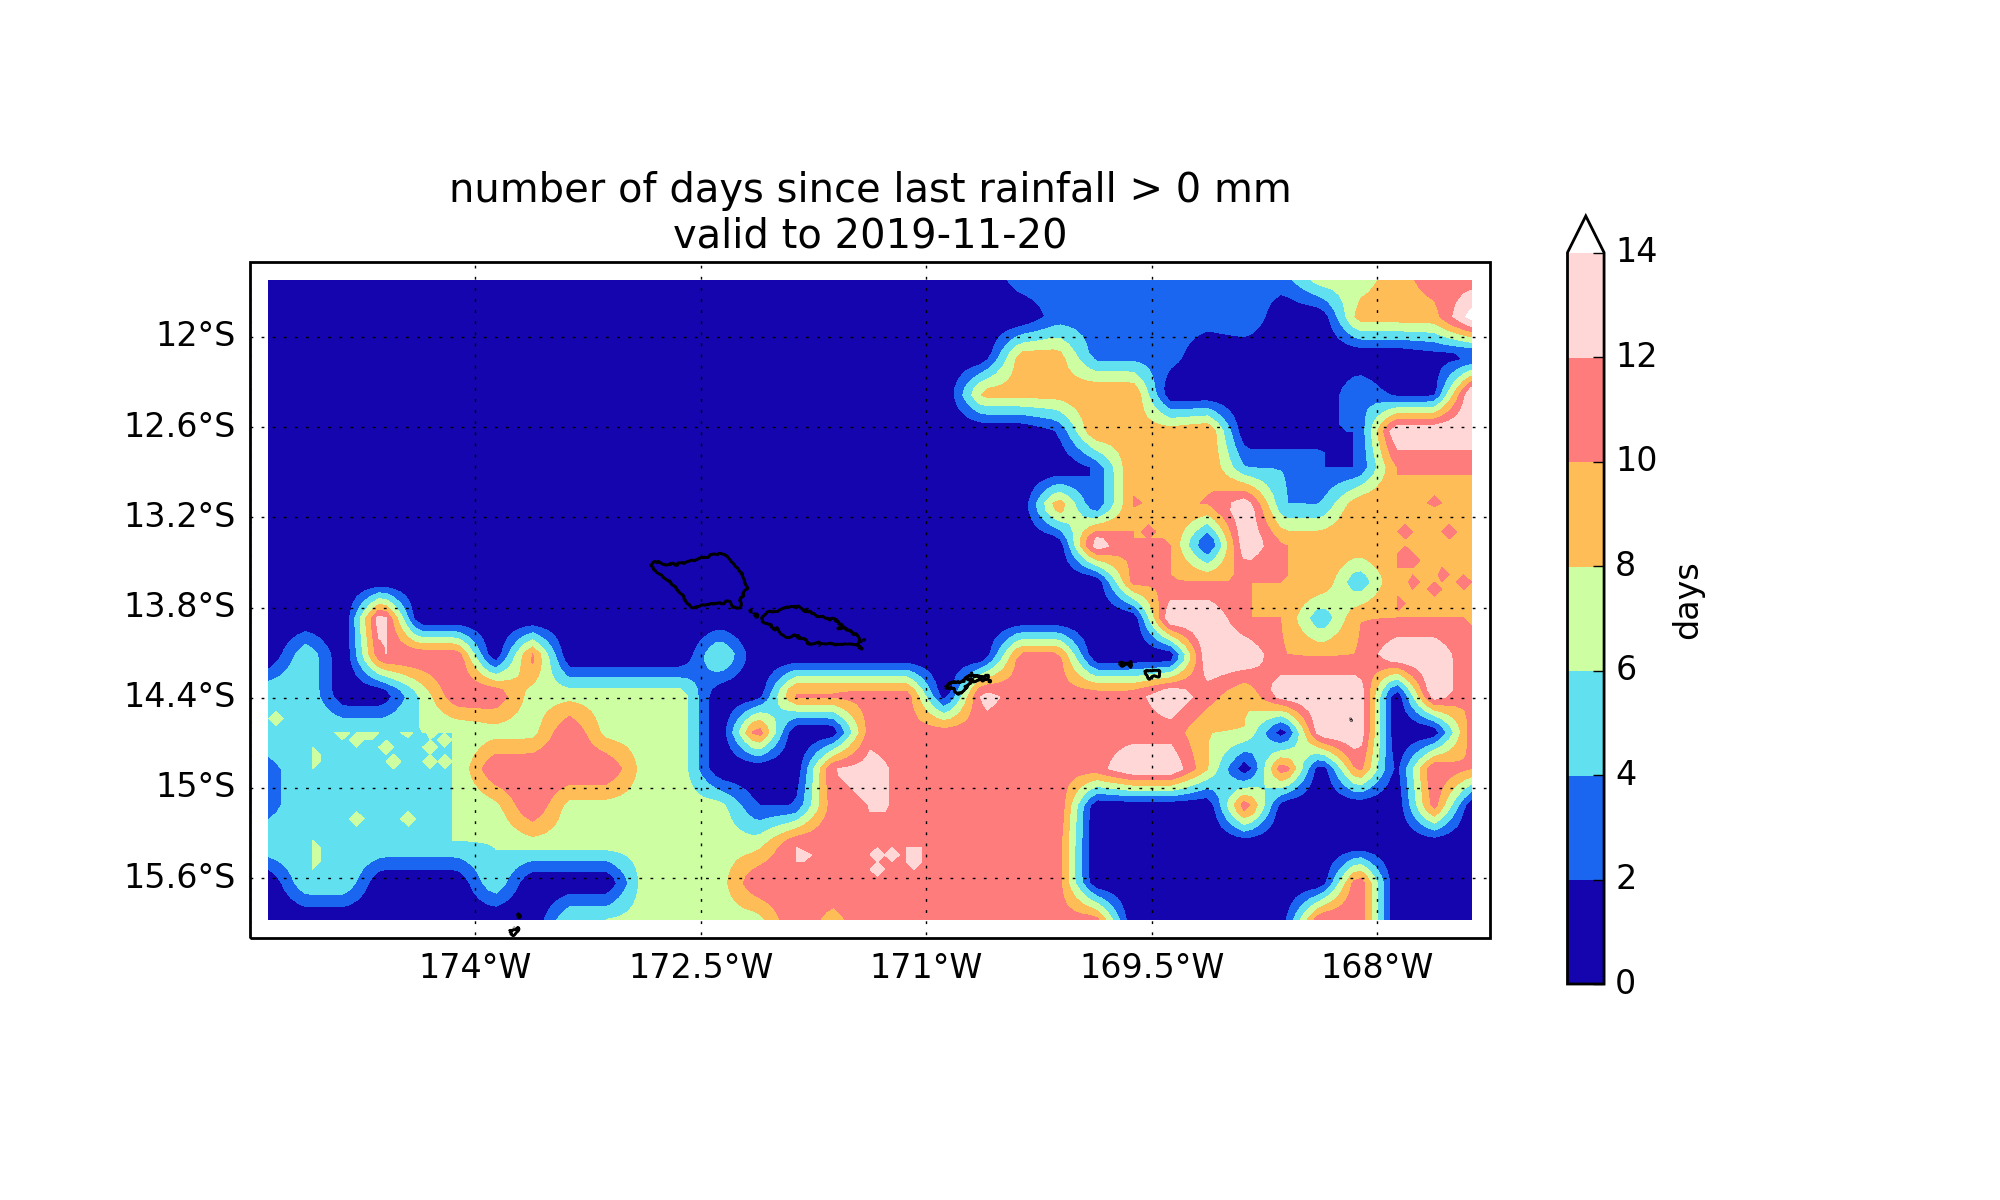 number of days since last rainfall > 0 mm
valid to 2019-11-20
12°S
12.6°S
13.2°S
13.8°S
14.4°S
15°S
15.6°S
174°W
172.5°W
171°W
169.5°W
168°W
14
12
10
8
6
4
2
0
days